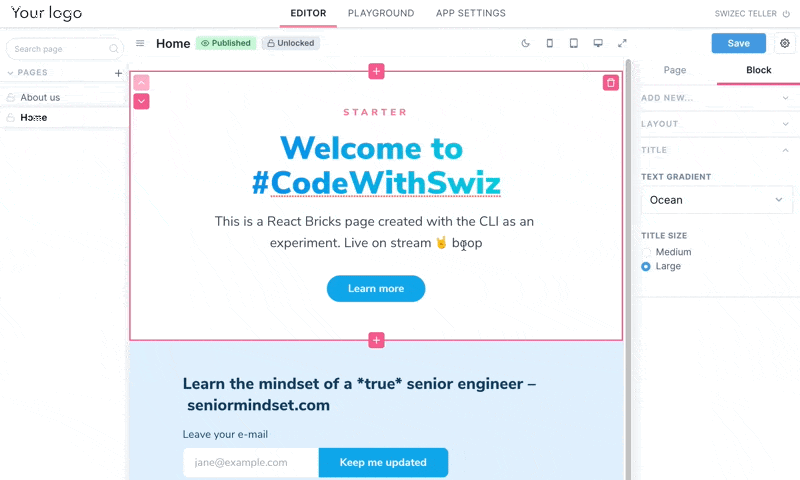 Your logo
EDITOR
PLAYGROUND
APP SETTINGS
SWIZEC TELLER
Search page
PAGES
About us
Home
Home
Published
Unlocked
Save
Page
Block
ADD NEW...
LAYOUT
TITLE
TEXT GRADIENT
Ocean
TITLE SIZE
Medium
Large
STARTER
Welcome to
#CodeWithSwiz
This is a React Bricks page created with the CLI as an
experiment. Live on stream 🤘 boop
Learn more
Learn the mindset of a *true* senior engineer –
seniormindset.com
Leave your e-mail
jane@example.com
Keep me updated